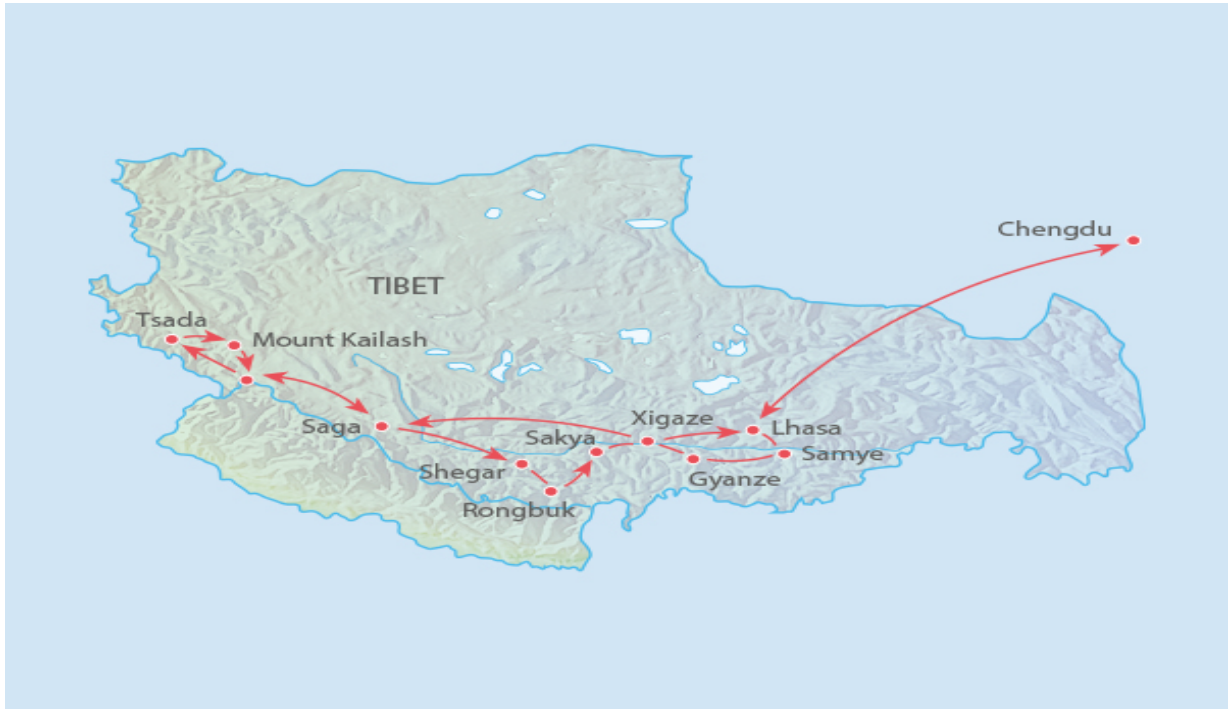 Chengdu
TIBET
Tsada
Mount Kailash
Saga
Xigaze
Lhasa
Sakya
Samye
Shegar
Gyanze
Rongbuk